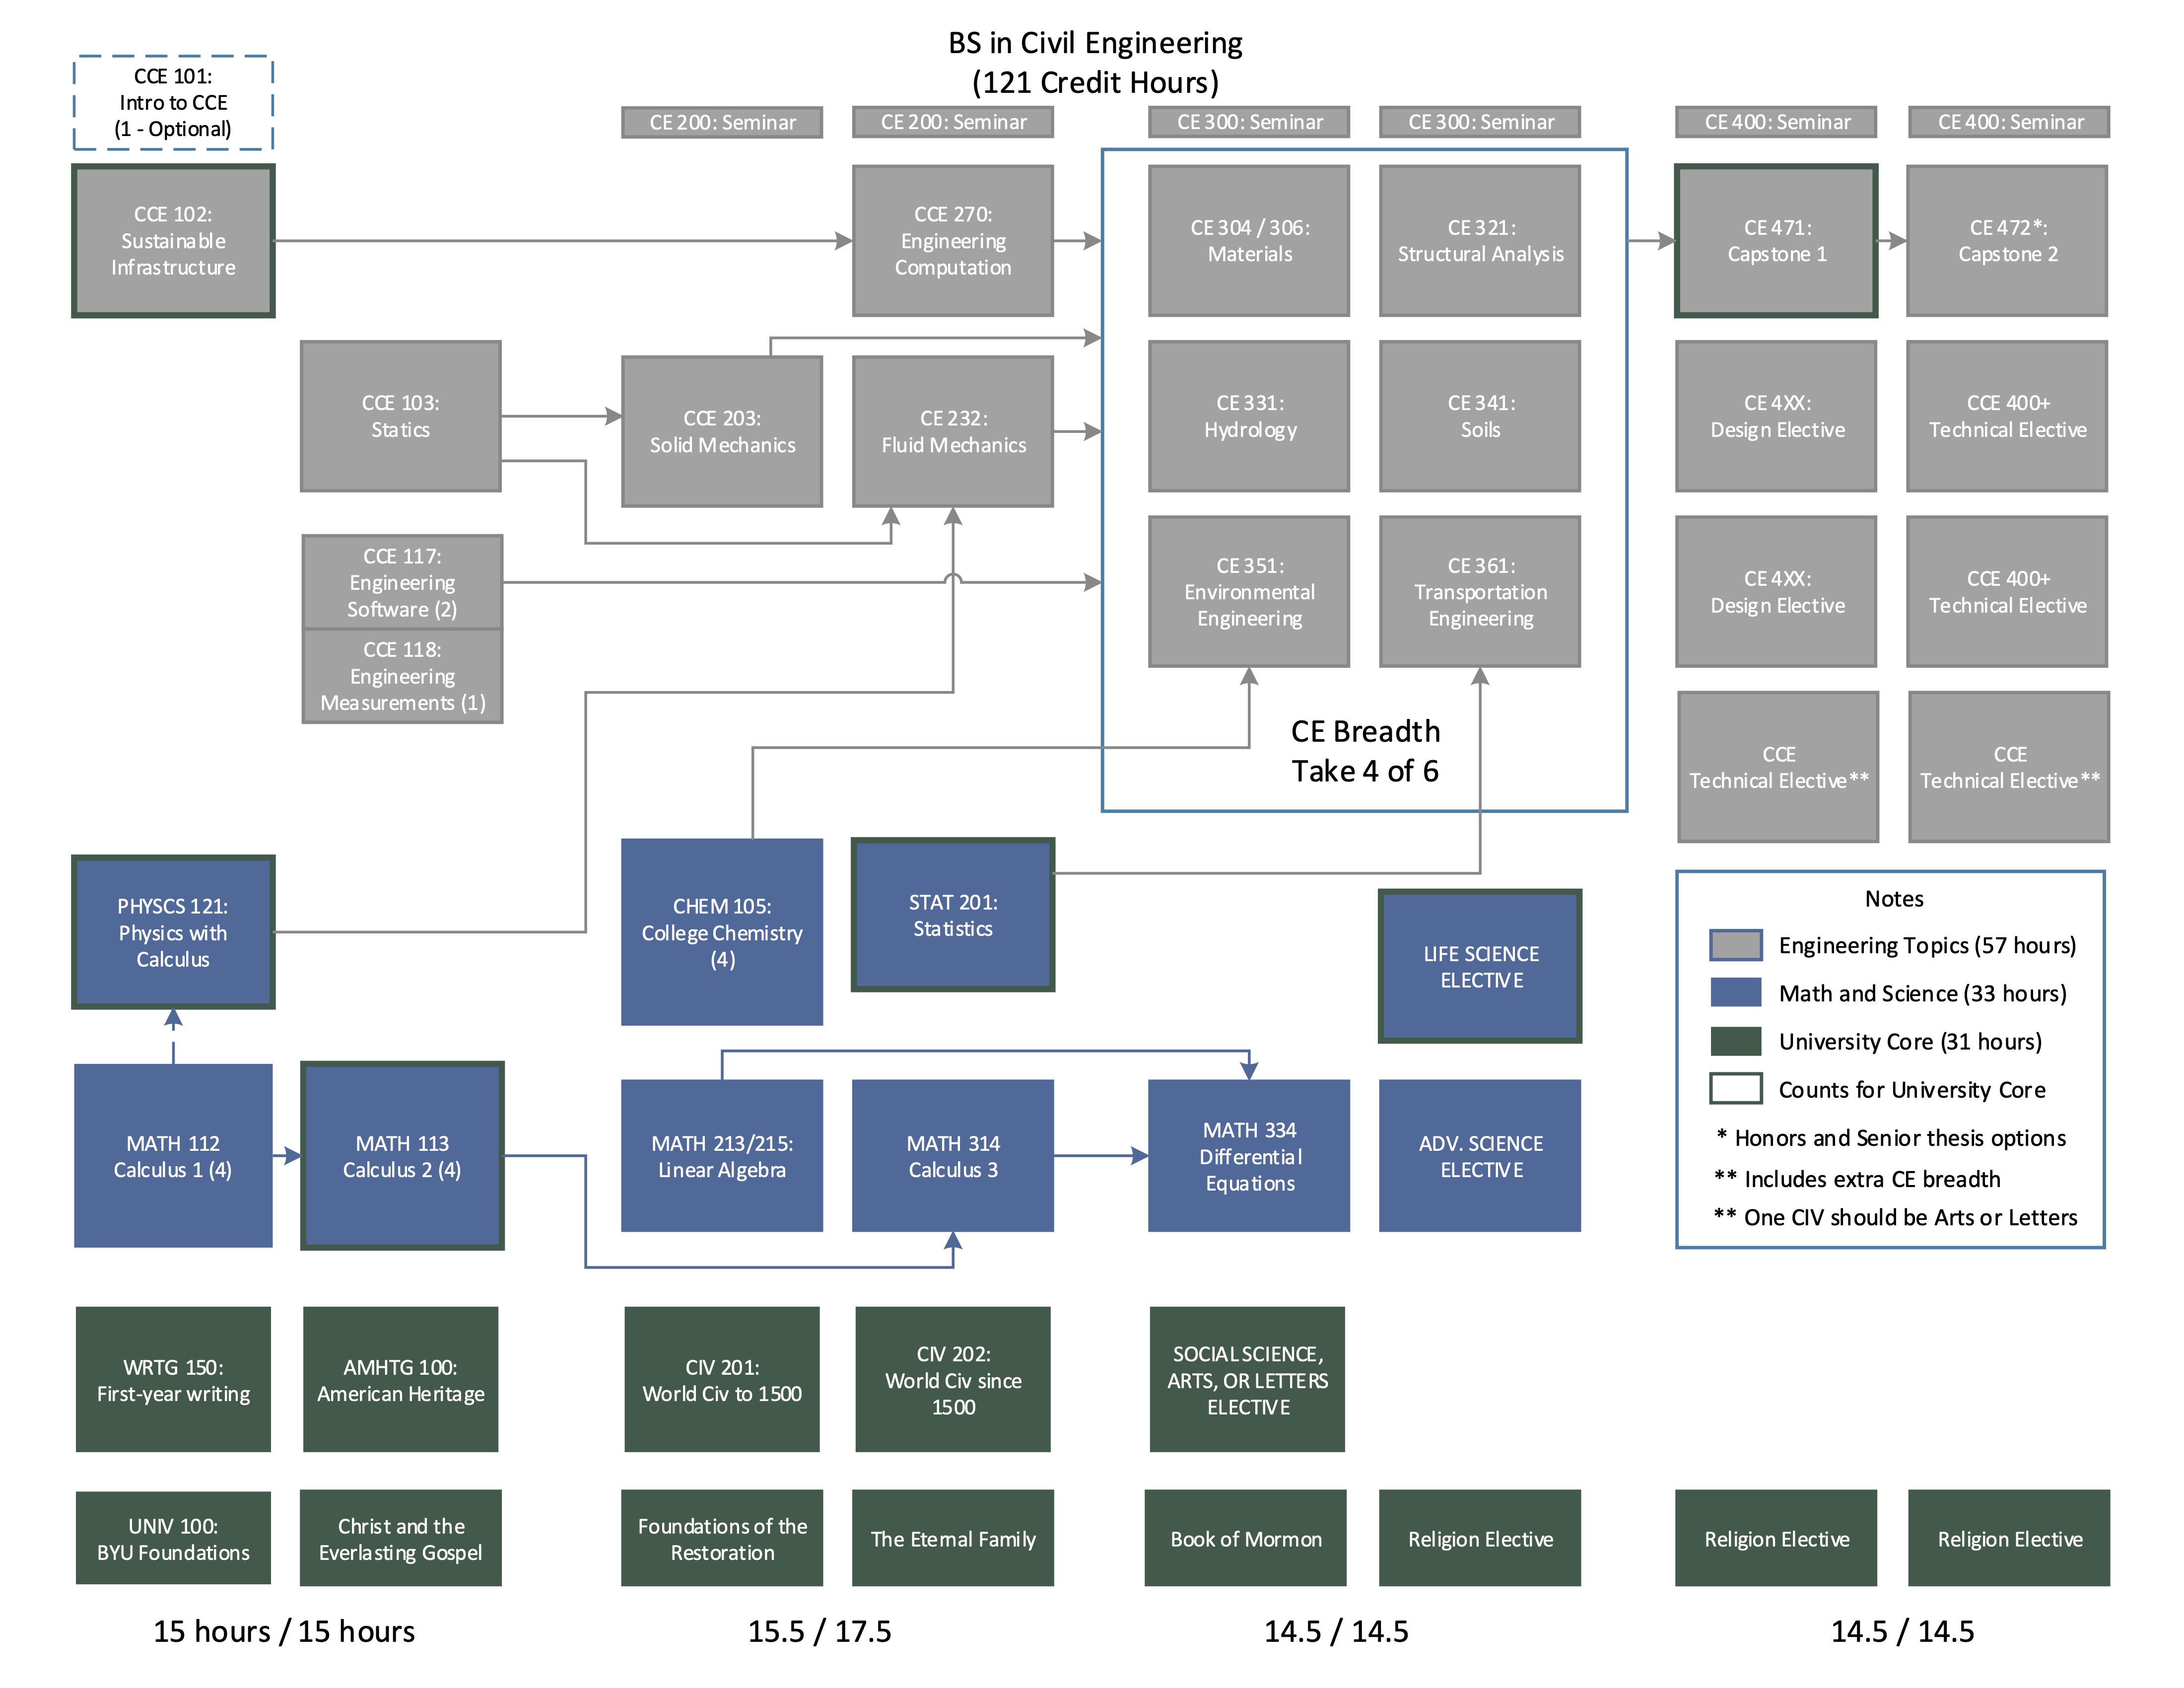 BS in Civil Engineering
(121 Credit Hours)
CCE 101:
Intro to CCE
(1 - Optional)
CE 200: Seminar
CE 200: Seminar
CE 300: Seminar
CE 300: Seminar
CE 400: Seminar
CE 400: Seminar
CCE 102:
Sustainable
Infrastructure
CCE 270:
Engineering
Computation
CE 304 / 306:
Materials
CE 321:
Structural Analysis
CE 471:
Capstone 1
CE 472*:
Capstone 2
CCE 103:
Statics
CCE 203:
Solid Mechanics
CE 232:
Fluid Mechanics
CE 331:
Hydrology
CE 341:
Soils
CE 4XX:
Design Elective
CCE 400+
Technical Elective
CCE 117:
Engineering
Software (2)
CCE 118:
Engineering
Measurements (1)
CE 351:
Environmental
Engineering
CE 361:
Transportation
Engineering
CE 4XX:
Design Elective
CCE 400+
Technical Elective
CE Breadth
Take 4 of 6
CCE
Technical Elective**
CCE
Technical Elective**
PHYSCS 121:
Physics with
Calculus
CHEM 105:
College Chemistry
(4)
STAT 201:
Statistics
LIFE SCIENCE
ELECTIVE
MATH 112
Calculus 1 (4)
MATH 113
Calculus 2 (4)
MATH 213/215:
Linear Algebra
MATH 314
Calculus 3
MATH 334
Differential
Equations
ADV. SCIENCE
ELECTIVE
Notes
Engineering Topics (57 hours)
Math and Science (33 hours)
University Core (31 hours)
Counts for University Core
* Honors and Senior thesis options
** Includes extra CE breadth
** One CIV should be Arts or Letters
WRTG 150:
First-year writing
AMHTG 100:
American Heritage
CIV 201:
World Civ to 1500
CIV 202:
World Civ since
1500
SOCIAL SCIENCE,
ARTS, OR LETTERS
ELECTIVE
UNIV 100:
BYU Foundations
Christ and the
Everlasting Gospel
Foundations of the
Restoration
The Eternal Family
Book of Mormon
Religion Elective
Religion Elective
Religion Elective
15 hours / 15 hours
15.5 / 17.5
14.5 / 14.5
14.5 / 14.5